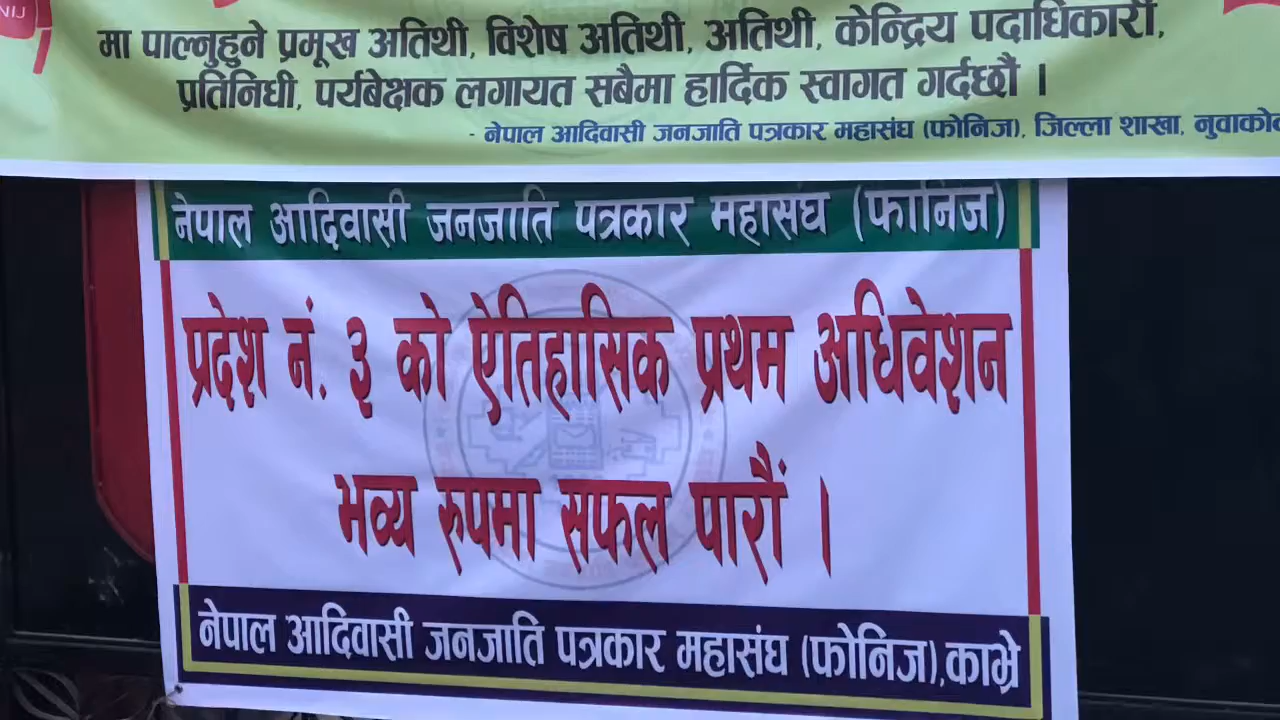 NIJ
मा पाल्नुहुने प्रमूख अतिथी, विशेष अतिथी, अतिथी, केन्द्रिय पदाधिकारी,
प्रतिनिधी, पर्यबेक्षक लगायत सबैमा हार्दिक स्वागत गर्दछौ ।
- नेपाल आदिवासी जनजाति पत्रकार महासंघ (फोनिज), जिल्ला शाखा, नुवाकोट
नेपाल आदिवासी जनजाति पत्रकार महासंघ (फोनिज)
प्रदेश नं. ३ को ऐतिहासिक प्रथम अधिवेशन
भव्य रुपमा सफल पारौं ।
नेपाल आदिवासी जनजाति पत्रकार महासंघ (फोनिज),काभ्रे